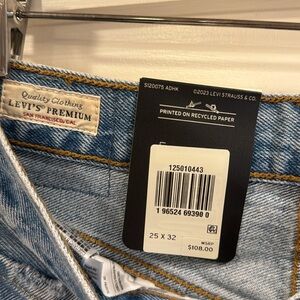 Quality Clothing
LEVI'S® PREMIUM
SAN FRANCISCO, CAL
S120075 ADHK
©2023 LEVI STRAUSS & CO.
PRINTED ON RECYCLED PAPER
125010443
1 96524 69390 0
25 X 32
MSRP
$108.00